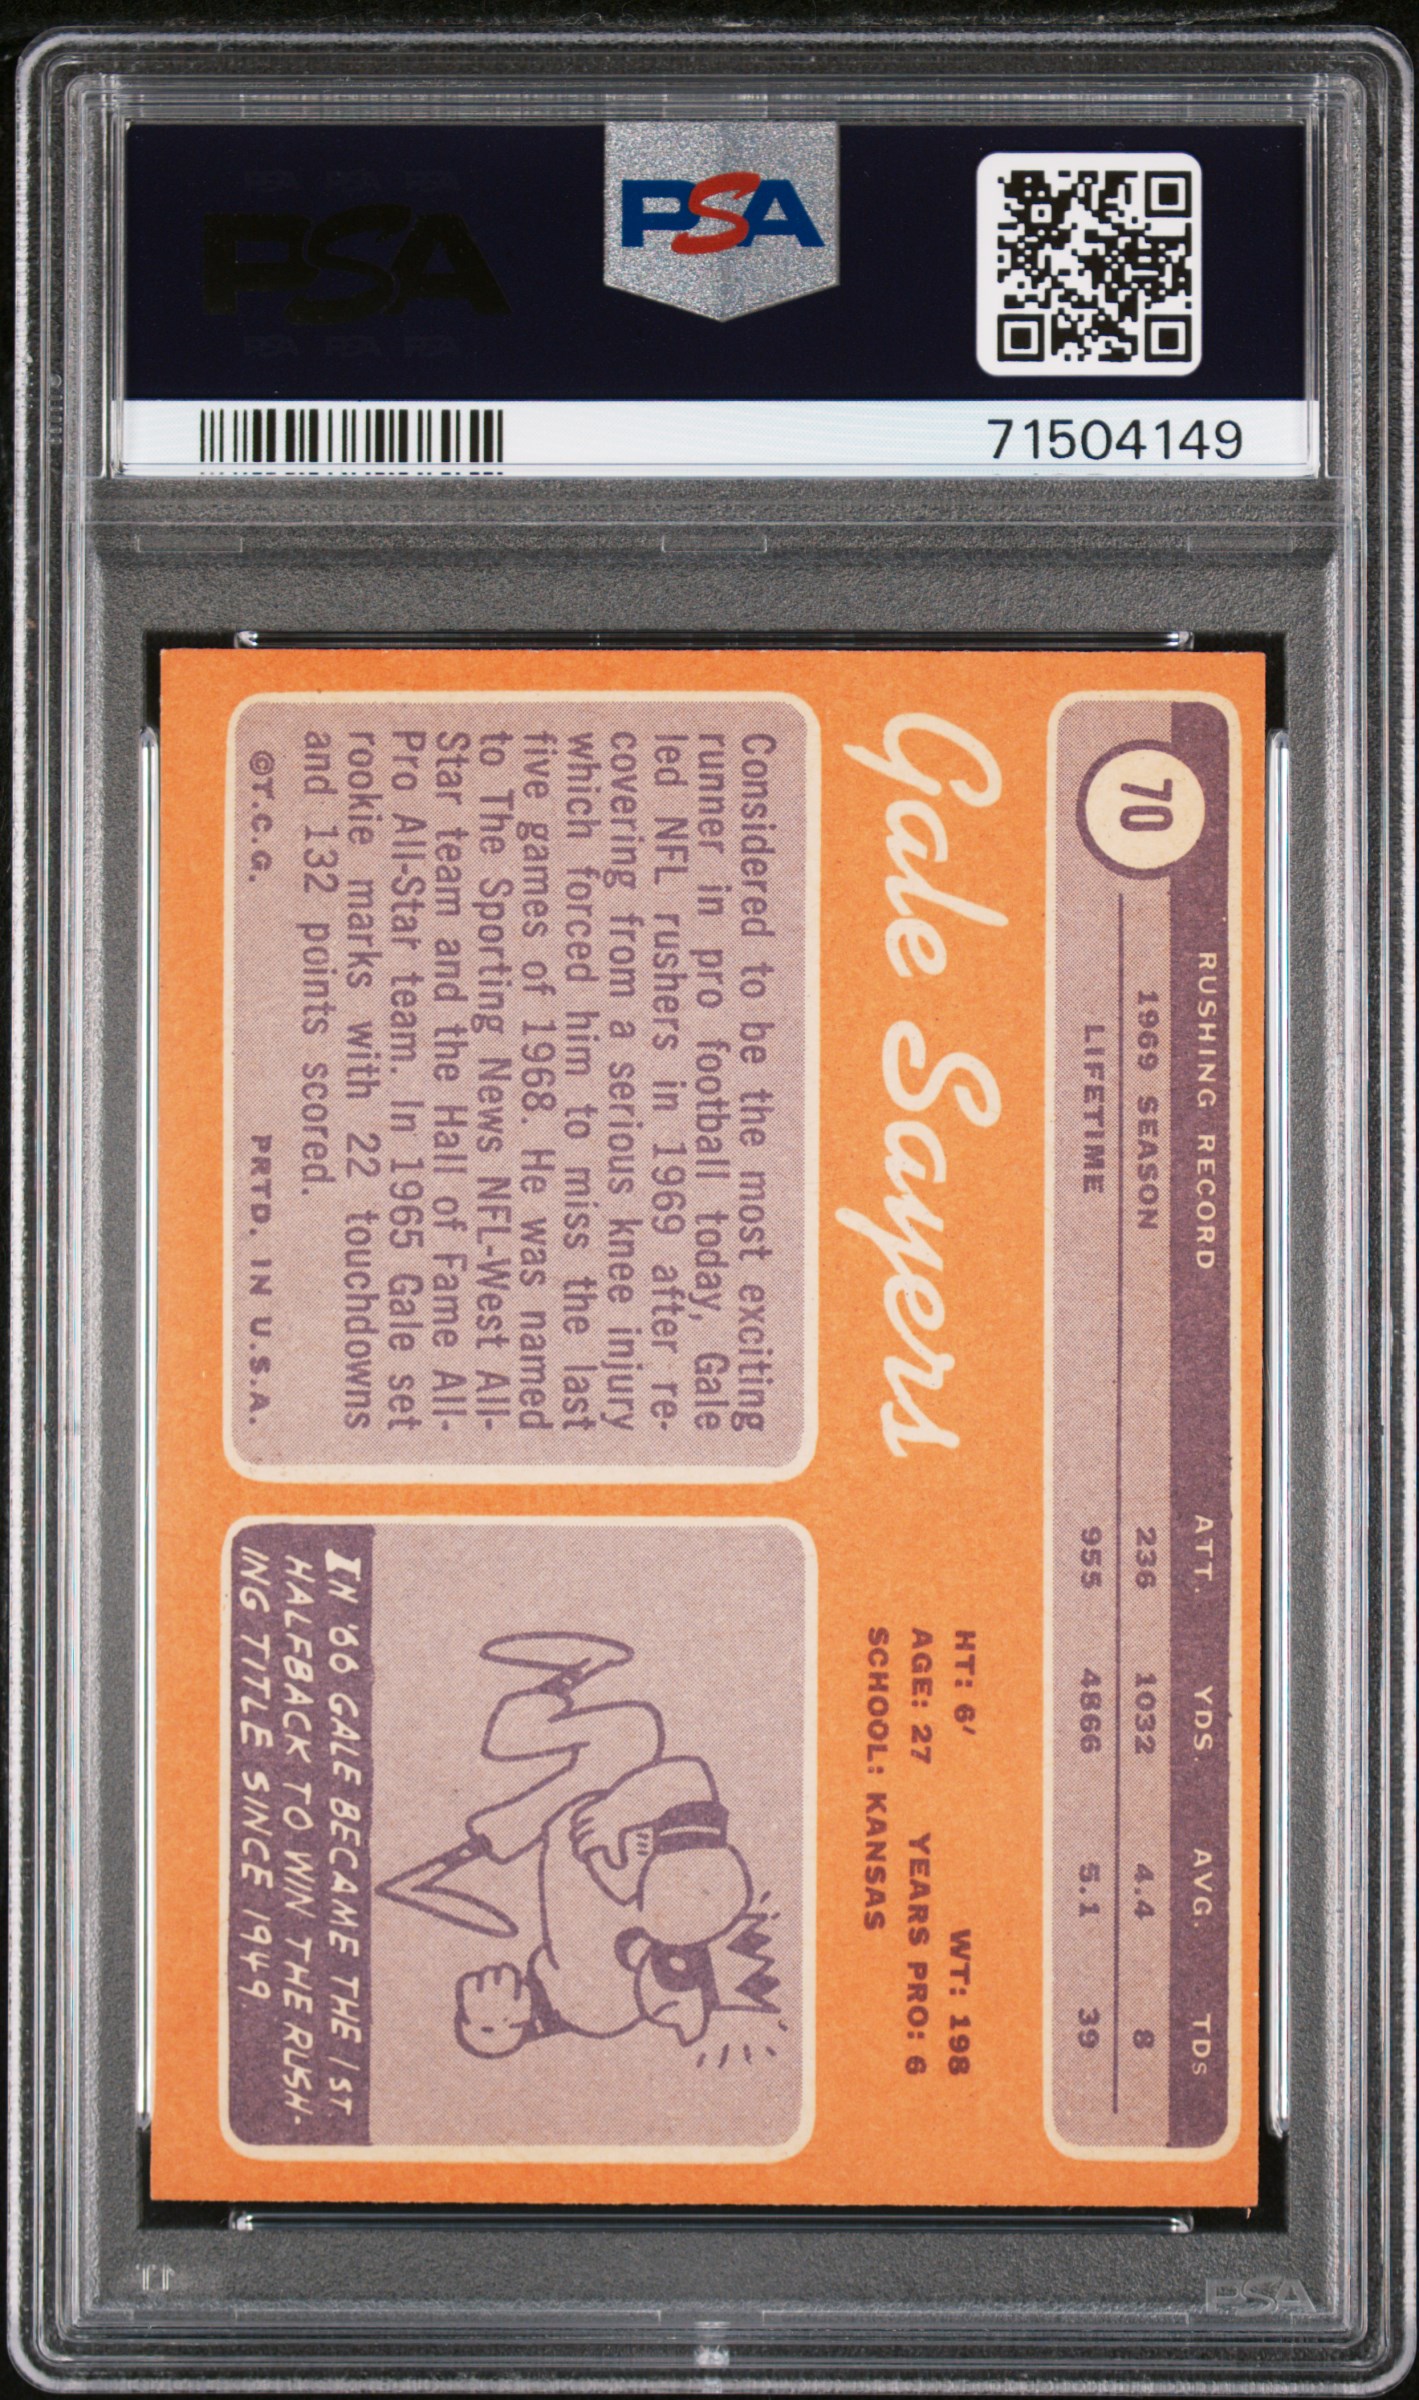 PSA
PSA
71504149
70
RUSHING RECORD ATT. YDS. AVG. TDs
1969 SEASON 236 1032 4.4 8
LIFETIME 955 4866 5.1 39
Gale Sayers
HT: 6' WT: 198
AGE: 27 YEARS PRO: 6
SCHOOL: KANSAS
Considered to be the most exciting
runner in pro football today, Gale
led NFL rushers in 1969 after re-
covering from a serious knee injury
which forced him to miss the last
five games of 1968. He was named
to The Sporting News NFL-West All-
Star team and the Hall of Fame All-
Pro All-Star team. In 1965 Gale set
rookie marks with 22 touchdowns
and 132 points scored.
©T.C.G. PRTD. IN U.S.A.
IN '66 GALE BECAME THE 1ST
HALFBACK TO WIN THE RUSH-
ING TITLE SINCE 1949.
PSA